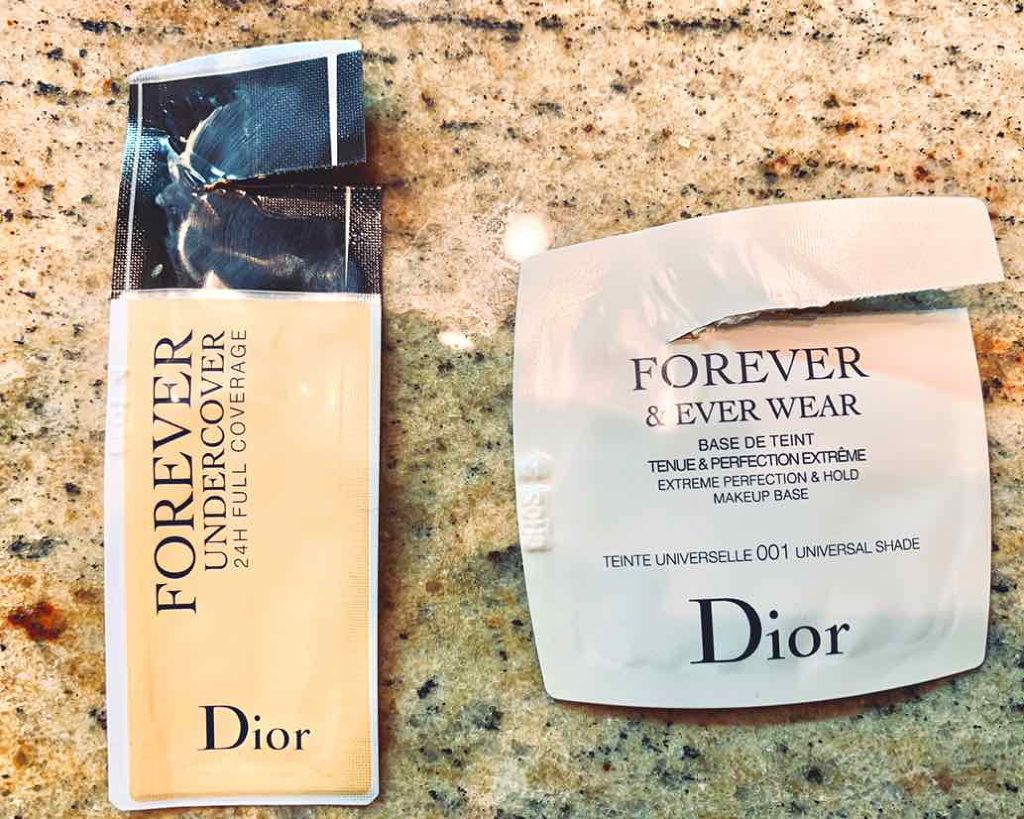 FOREVER
UNDERCOVER
24H FULL COVERAGE
Dior
FOREVER
& EVER WEAR
BASE DE TEINT
TENUE & PERFECTION EXTRÊME
EXTREME PERFECTION & HOLD
MAKEUP BASE
TEINTE UNIVERSELLE 001 UNIVERSAL SHADE
Dior